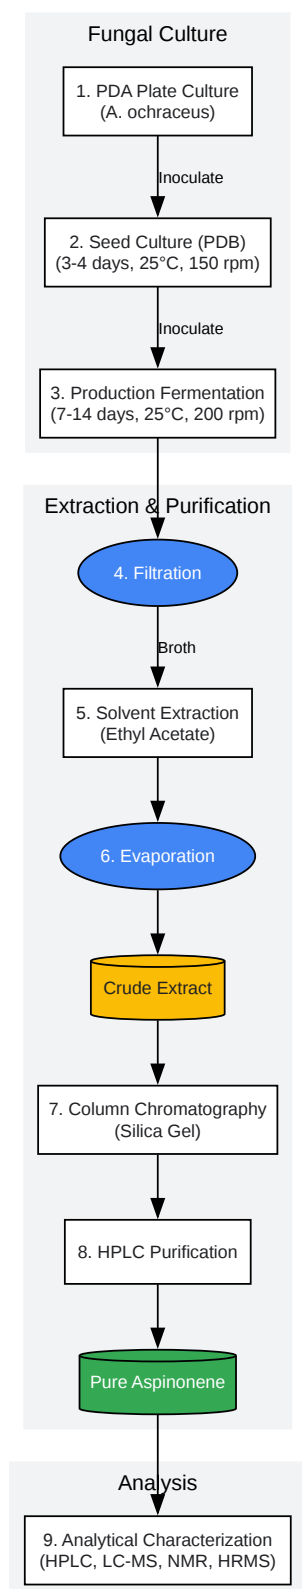 Fungal Culture
1. PDA Plate Culture
(A. ochraceus)
Inoculate
2. Seed Culture (PDB)
(3-4 days, 25°C, 150 rpm)
Inoculate
3. Production Fermentation
(7-14 days, 25°C, 200 rpm)
Extraction & Purification
4. Filtration
Broth
5. Solvent Extraction
(Ethyl Acetate)
6. Evaporation
Crude Extract
7. Column Chromatography
(Silica Gel)
8. HPLC Purification
Pure Aspinonene
Analysis
9. Analytical Characterization
(HPLC, LC-MS, NMR, HRMS)